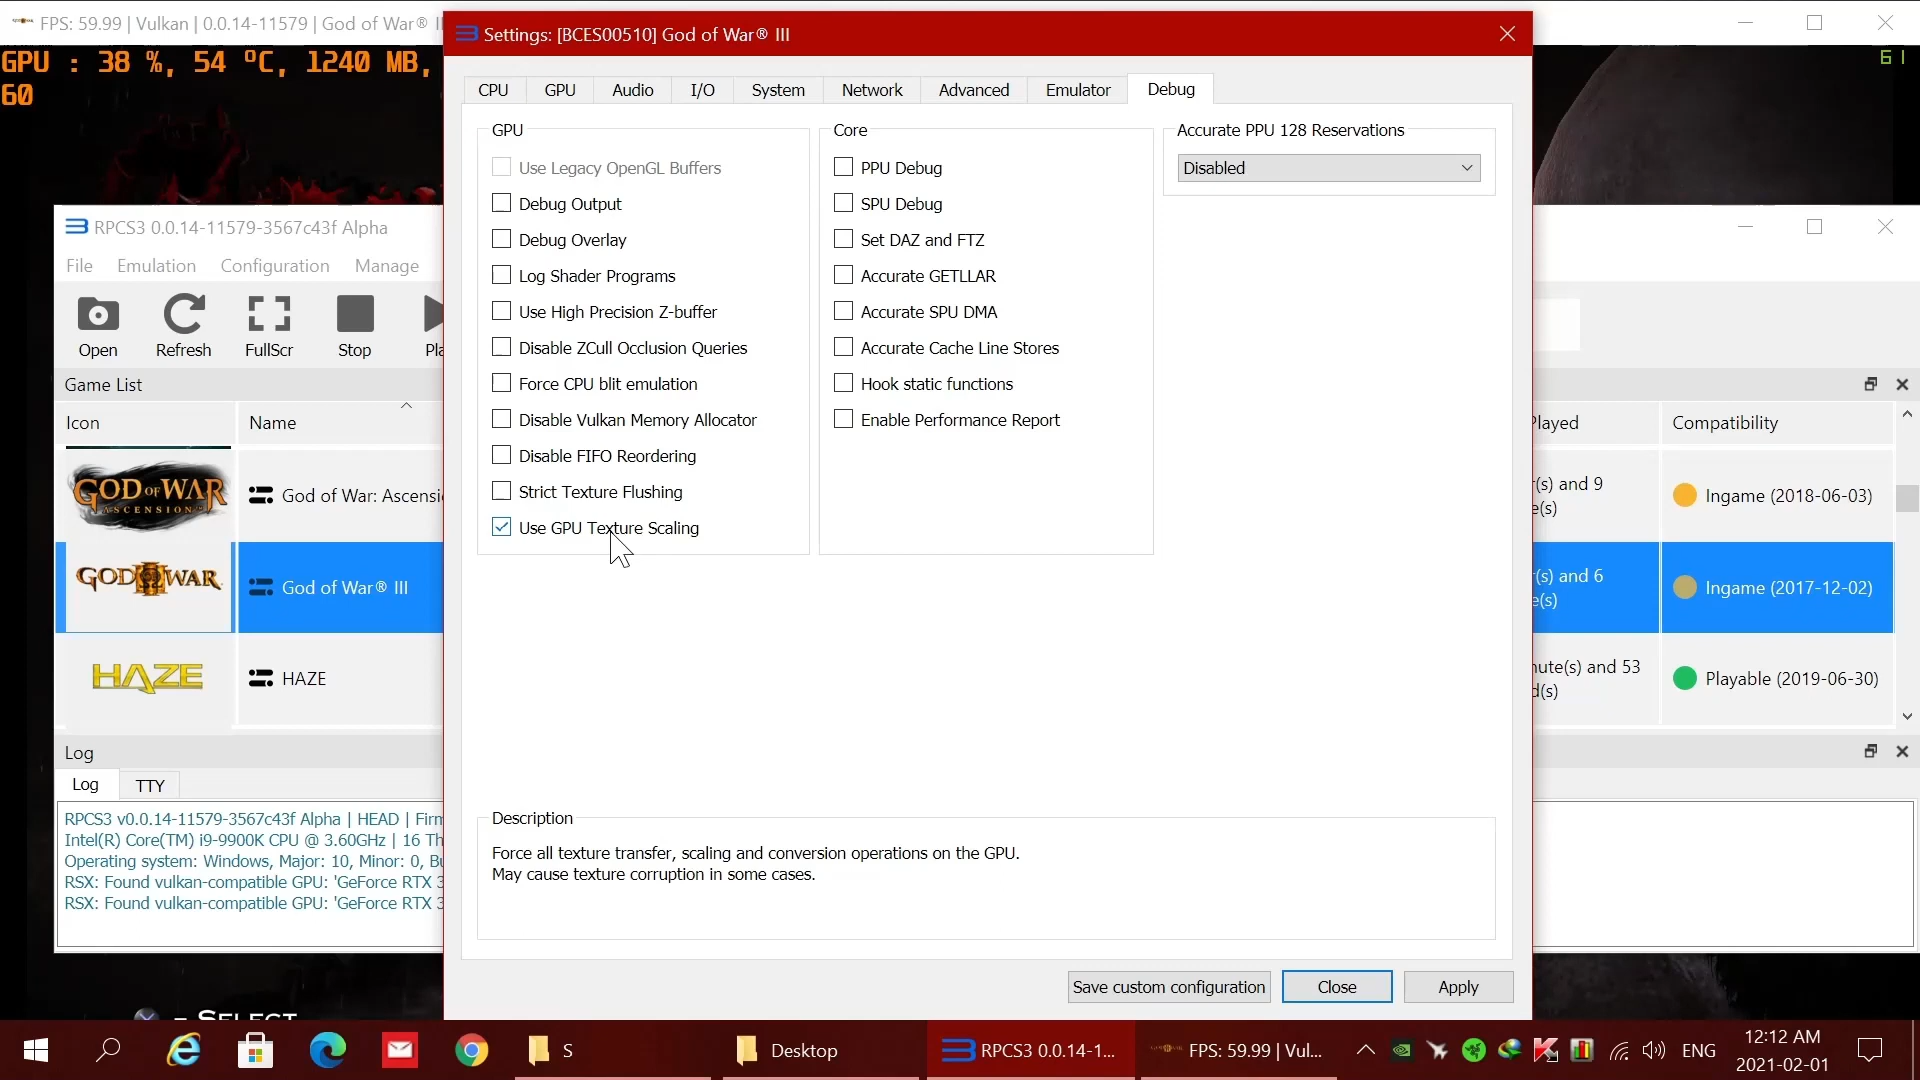 FPS: 59.99 | Vulkan | 0.0.14-11579 | God of War® I
GPU : 38 %, 54 °C, 1240 MB,
60
61
Settings: [BCES00510] God of War® III
CPU
GPU
Audio
I/O
System
Network
Advanced
Emulator
Debug
GPU
Use Legacy OpenGL Buffers
Debug Output
Debug Overlay
Log Shader Programs
Use High Precision Z-buffer
Disable ZCull Occlusion Queries
Force CPU blit emulation
Disable Vulkan Memory Allocator
Disable FIFO Reordering
Strict Texture Flushing
Use GPU Texture Scaling
Core
PPU Debug
SPU Debug
Set DAZ and FTZ
Accurate GETLLAR
Accurate SPU DMA
Accurate Cache Line Stores
Hook static functions
Enable Performance Report
Accurate PPU 128 Reservations
Disabled
Description
Force all texture transfer, scaling and conversion operations on the GPU.
May cause texture corruption in some cases.
Save custom configuration
Close
Apply
RPCS3 0.0.14-11579-3567c43f Alpha
File
Emulation
Configuration
Manage
Open
Refresh
FullScr
Stop
Pla
Game List
Icon
Name
Played
Compatibility
GOD OF WAR
ASCENSION
God of War: Ascensi
r(s) and 9
e(s)
Ingame (2018-06-03)
GOD OF WAR
III
God of War® III
r(s) and 6
e(s)
Ingame (2017-12-02)
HAZE
HAZE
nute(s) and 53
d(s)
Playable (2019-06-30)
Log
Log
TTY
RPCS3 v0.0.14-11579-3567c43f Alpha | HEAD | Firm
Intel(R) Core(TM) i9-9900K CPU @ 3.60GHz | 16 Th
Operating system: Windows, Major: 10, Minor: 0, Bu
RSX: Found vulkan-compatible GPU: 'GeForce RTX 3
RSX: Found vulkan-compatible GPU: 'GeForce RTX 3
= SELECT
S
Desktop
RPCS3 0.0.14-1...
FPS: 59.99 | Vul...
ENG
12:12 AM
2021-02-01